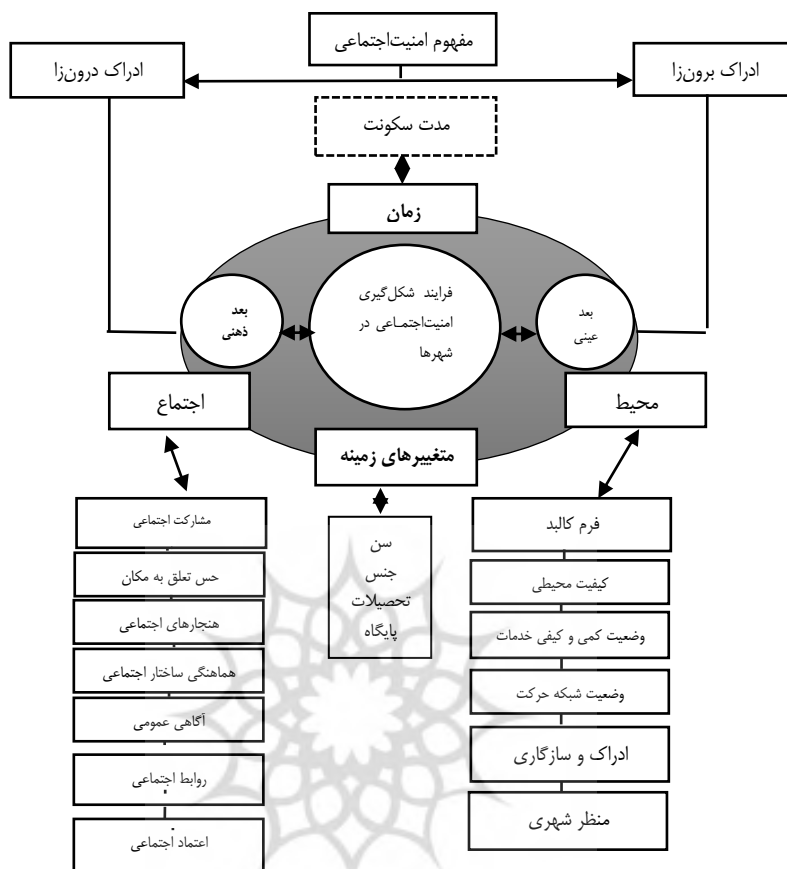 مفهوم امنیت‌اجتماعی
ادراک برون‌زا
ادراک درون‌زا
مدت سکونت
زمان
فرایند شکل‌گیری
امنیت‌اجتماعی در
شهرها
بعد
عینی
بعد
ذهنی
محیط
اجتماع
متغییرهای زمینه
سن
جنس
تحصیلات
پایگاه
فرم کالبد
کیفیت محیطی
وضعیت کمی و کیفی خدمات
وضعیت شبکه حرکت
ادراک و سازگاری
منظر شهری
مشارکت اجتماعی
حس تعلق به مکان
هنجارهای اجتماعی
هماهنگی ساختار اجتماعی
آگاهی عمومی
روابط اجتماعی
اعتماد اجتماعی